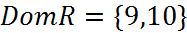 DomR = {9,10}